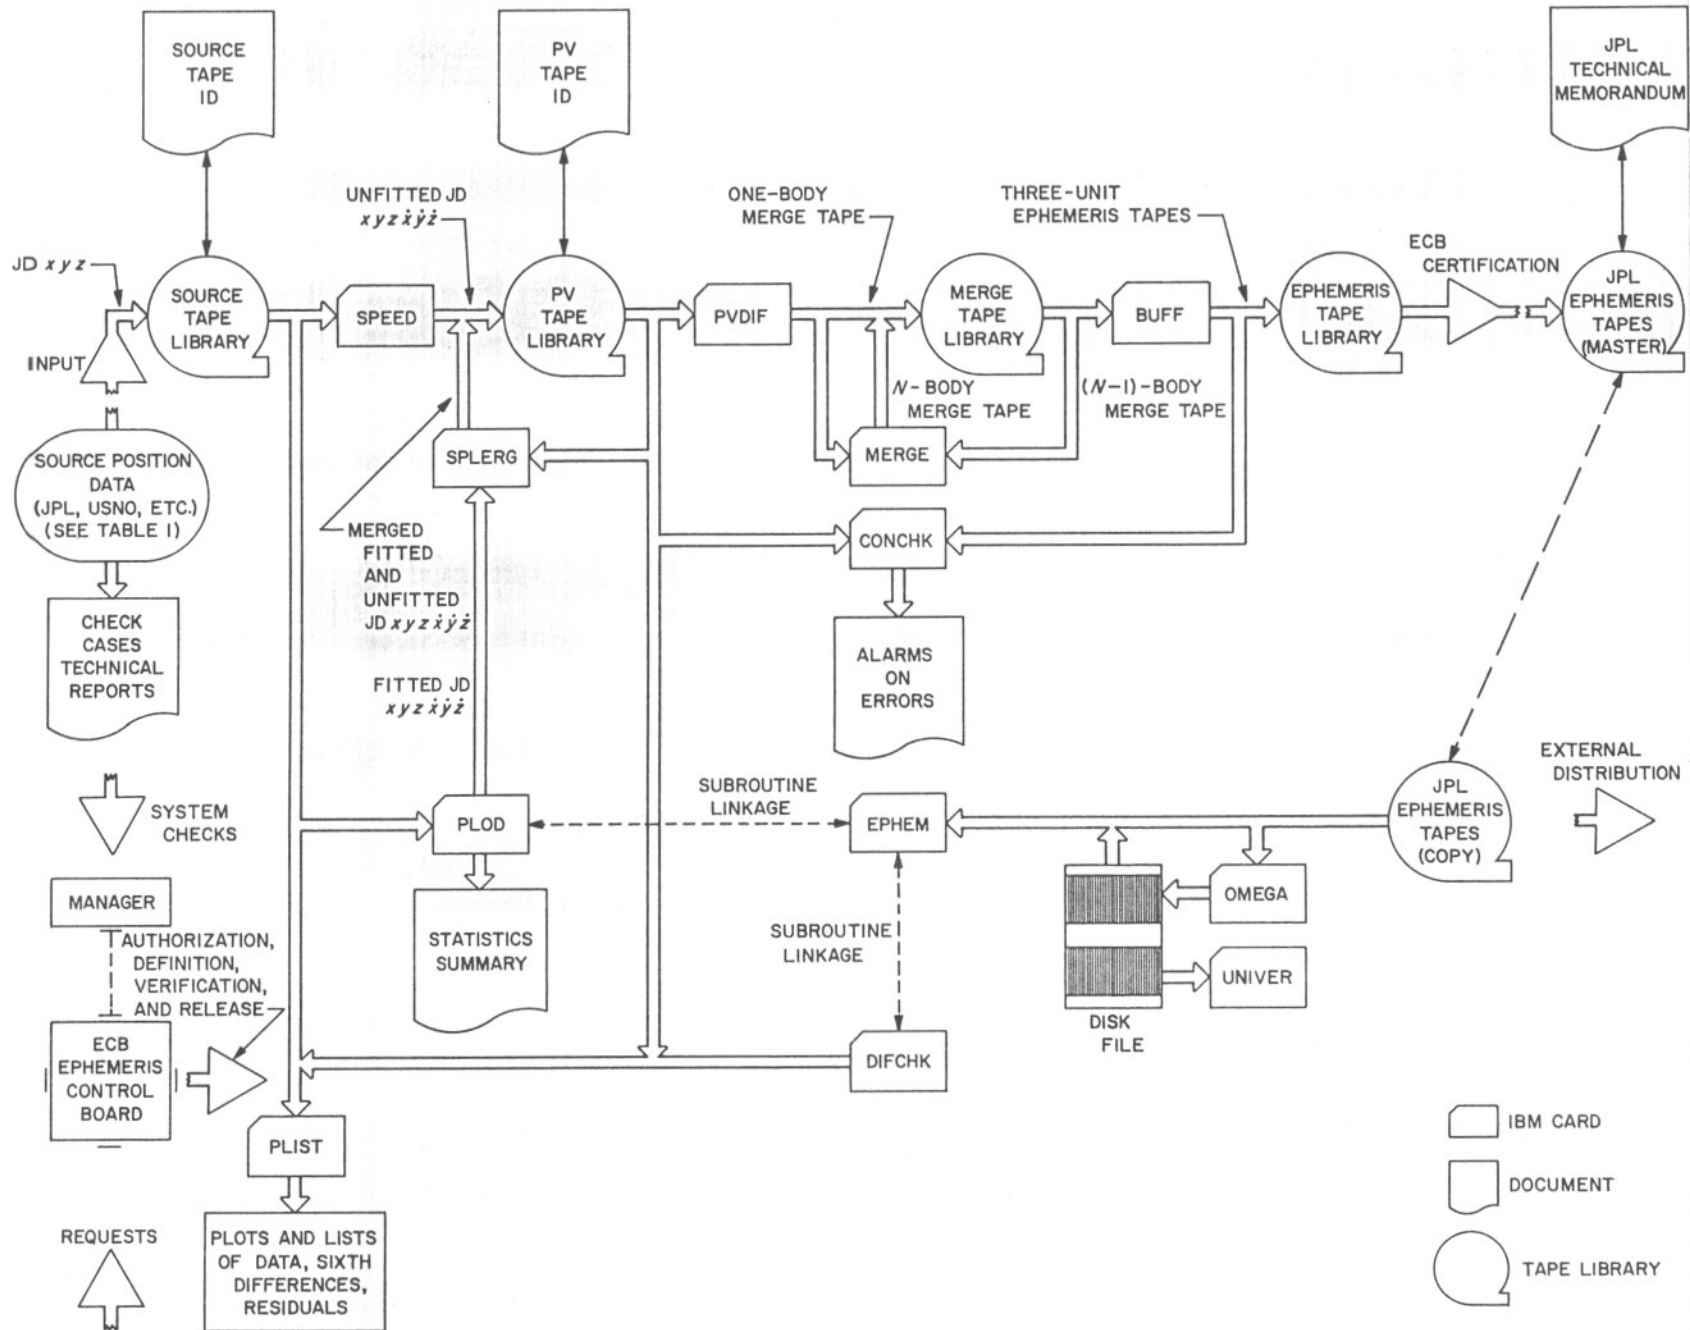 SOURCE
TAPE
ID
PV
TAPE
ID
JPL
TECHNICAL
MEMORANDUM
UNFITTED JD
xyzẋẏż
ONE-BODY
MERGE TAPE
THREE-UNIT
EPHEMERIS TAPES
ECB
CERTIFICATION
JD xyz
SOURCE
TAPE
LIBRARY
SPEED
PV
TAPE
LIBRARY
PVDIF
MERGE
TAPE
LIBRARY
BUFF
EPHEMERIS
TAPE
LIBRARY
JPL
EPHEMERIS
TAPES
(MASTER)
INPUT
N-BODY
MERGE TAPE
(N-1)-BODY
MERGE TAPE
SOURCE POSITION
DATA
(JPL, USNO, ETC.)
(SEE TABLE I)
SPLERG
MERGE
MERGED
FITTED
AND
UNFITTED
JD xyzẋẏż
CONCHK
CHECK
CASES
TECHNICAL
REPORTS
ALARMS
ON
ERRORS
FITTED JD
xyzẋẏż
SYSTEM
CHECKS
PLOD
SUBROUTINE
LINKAGE
EPHEM
JPL
EPHEMERIS
TAPES
(COPY)
EXTERNAL
DISTRIBUTION
MANAGER
AUTHORIZATION,
DEFINITION,
VERIFICATION,
AND RELEASE
STATISTICS
SUMMARY
SUBROUTINE
LINKAGE
OMEGA
UNIVER
DISK
FILE
ECB
EPHEMERIS
CONTROL
BOARD
DIFCHK
PLIST
IBM CARD
DOCUMENT
TAPE LIBRARY
REQUESTS
PLOTS AND LISTS
OF DATA, SIXTH
DIFFERENCES,
RESIDUALS